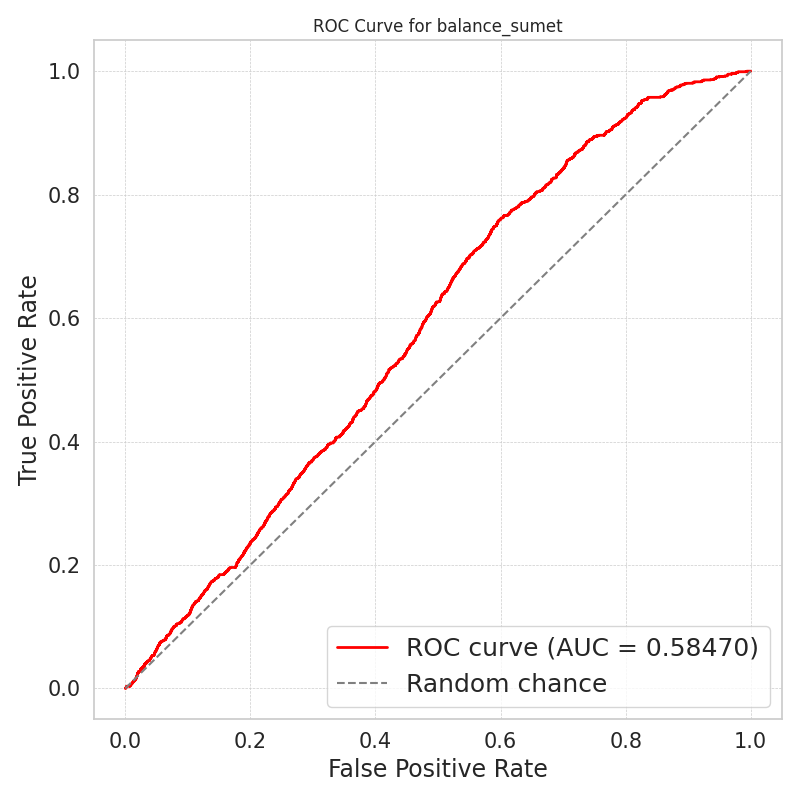 ROC Curve for balance_sumet
True Positive Rate
1.0
0.8
0.6
0.4
0.2
0.0
ROC curve (AUC = 0.58470)
Random chance
0.0 0.2 0.4 0.6 0.8 1.0
False Positive Rate